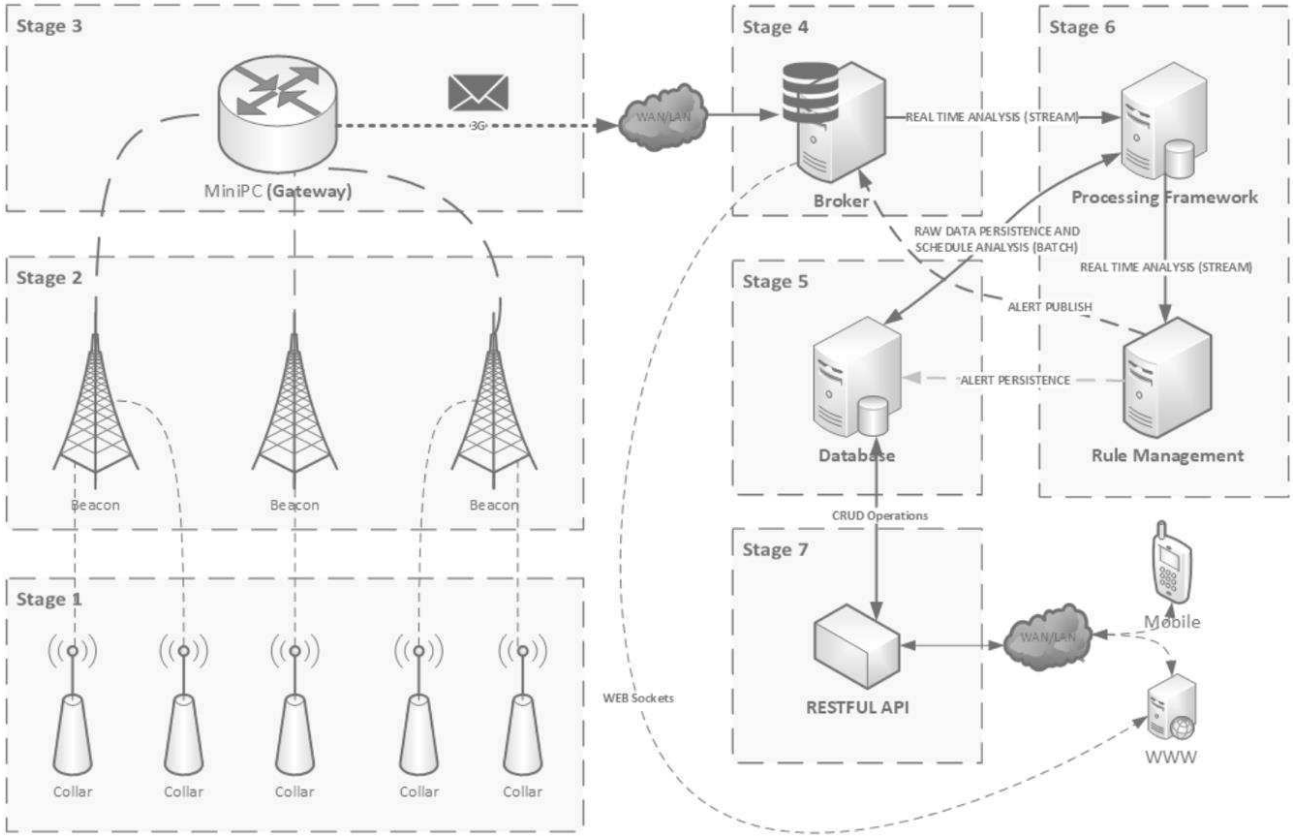 Stage 3
3G
MiniPC (Gateway)
WAN/LAN
Stage 4
Broker
REAL TIME ANALYSIS (STREAM)
Stage 6
Processing Framework
RAW DATA PERSISTENCE AND
SCHEDULE ANALYSIS (BATCH)
REAL TIME ANALYSIS (STREAM)
Stage 2
Beacon
Beacon
Beacon
Stage 5
ALERT PUBLISH
ALERT PERSISTENCE
Database
Rule Management
CRUD Operations
Stage 1
Collar
Collar
Collar
Collar
Collar
WEB Sockets
Stage 7
RESTFUL API
WAN/LAN
Mobile
WWW